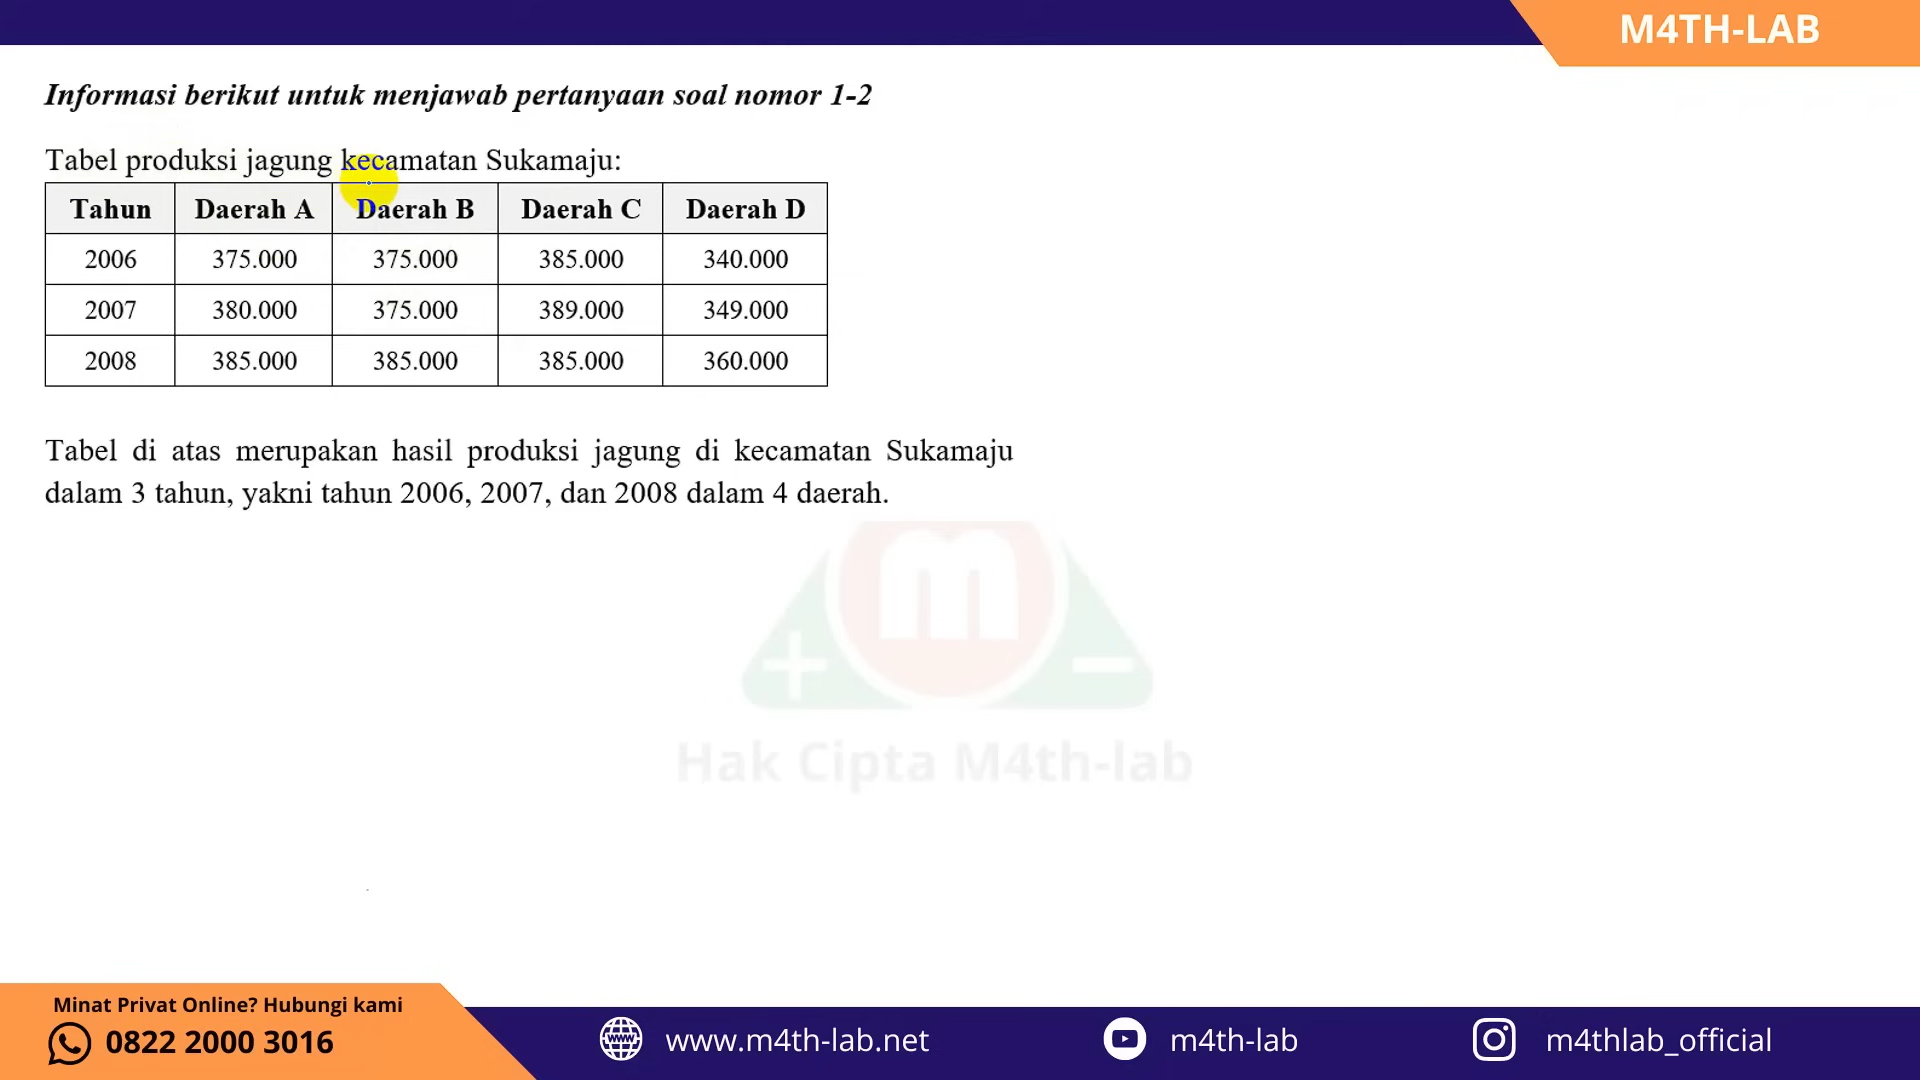 M4TH-LAB
Informasi berikut untuk menjawab pertanyaan soal nomor 1-2
Tabel produksi jagung kecamatan Sukamaju:
Tahun Daerah A Daerah B Daerah C Daerah D
2006 375.000 375.000 385.000 340.000
2007 380.000 375.000 389.000 349.000
2008 385.000 385.000 385.000 360.000
Tabel di atas merupakan hasil produksi jagung di kecamatan Sukamaju
dalam 3 tahun, yakni tahun 2006, 2007, dan 2008 dalam 4 daerah.
m
Hak Cipta M4th-lab
Minat Privat Online? Hubungi kami
0822 2000 3016
www.m4th-lab.net
m4th-lab
m4thlab_official